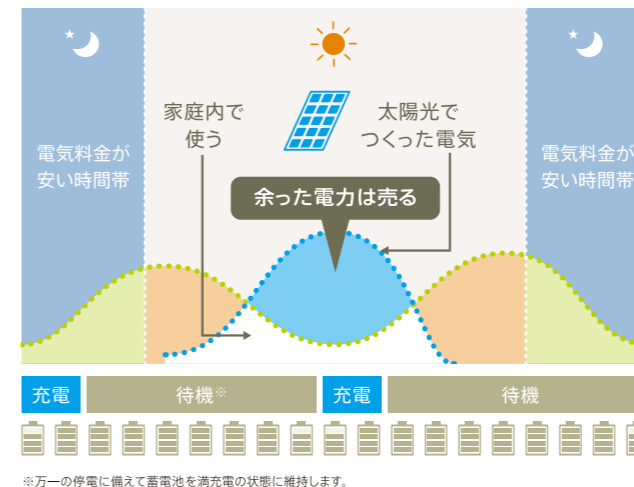 家庭内で
使う
太陽光で
つくった電気
電気料金が
安い時間帯
電気料金が
安い時間帯
余った電力は売る
充電
待機※
充電
待機
※万一の停電に備えて蓄電池を満充電の状態に維持します。